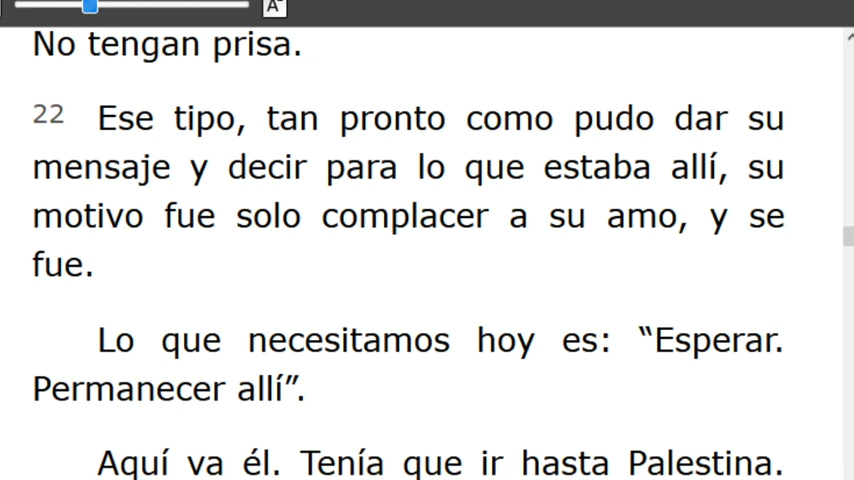 A
No tengan prisa.
22 Ese tipo, tan pronto como pudo dar su
mensaje y decir para lo que estaba allí, su
motivo fue solo complacer a su amo, y se
fue.
Lo que necesitamos hoy es: “Esperar.
Permanecer allí”.
Aquí va él. Tenía que ir hasta Palestina.